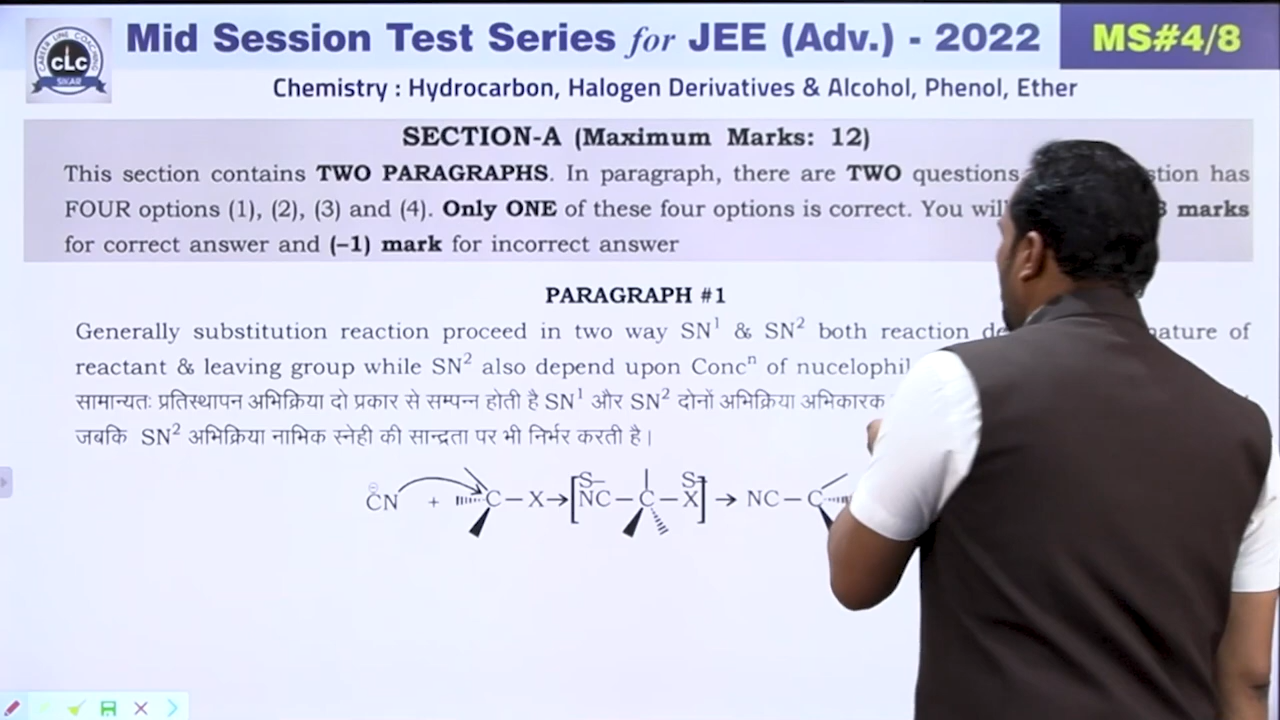 CAREER LINE COACHING
CLC
SIKAR
Mid Session Test Series for JEE (Adv.) - 2022
MS#4/8
Chemistry : Hydrocarbon, Halogen Derivatives & Alcohol, Phenol, Ether
SECTION-A (Maximum Marks: 12)
This section contains TWO PARAGRAPHS. In paragraph, there are TWO questions has
FOUR options (1), (2), (3) and (4). Only ONE of these four options is correct. You marks
for correct answer and (–1) mark for incorrect answer
PARAGRAPH #1
Generally substitution reaction proceed in two way SN¹ & SN² both reaction of
reactant & leaving group while SN² also depend upon Concⁿ of
सामान्यतः प्रतिस्थापन अभिक्रिया दो प्रकार से सम्पन्न होती है SN¹ और SN² दोनों अभिक्रिया अभिकारक
जबकि SN² अभिक्रिया नाभिक स्नेही की सान्द्रता पर भी निर्भर करती है।
C̈N⊖ + C–X→[NC–C–X]→ NC–C
S– S–